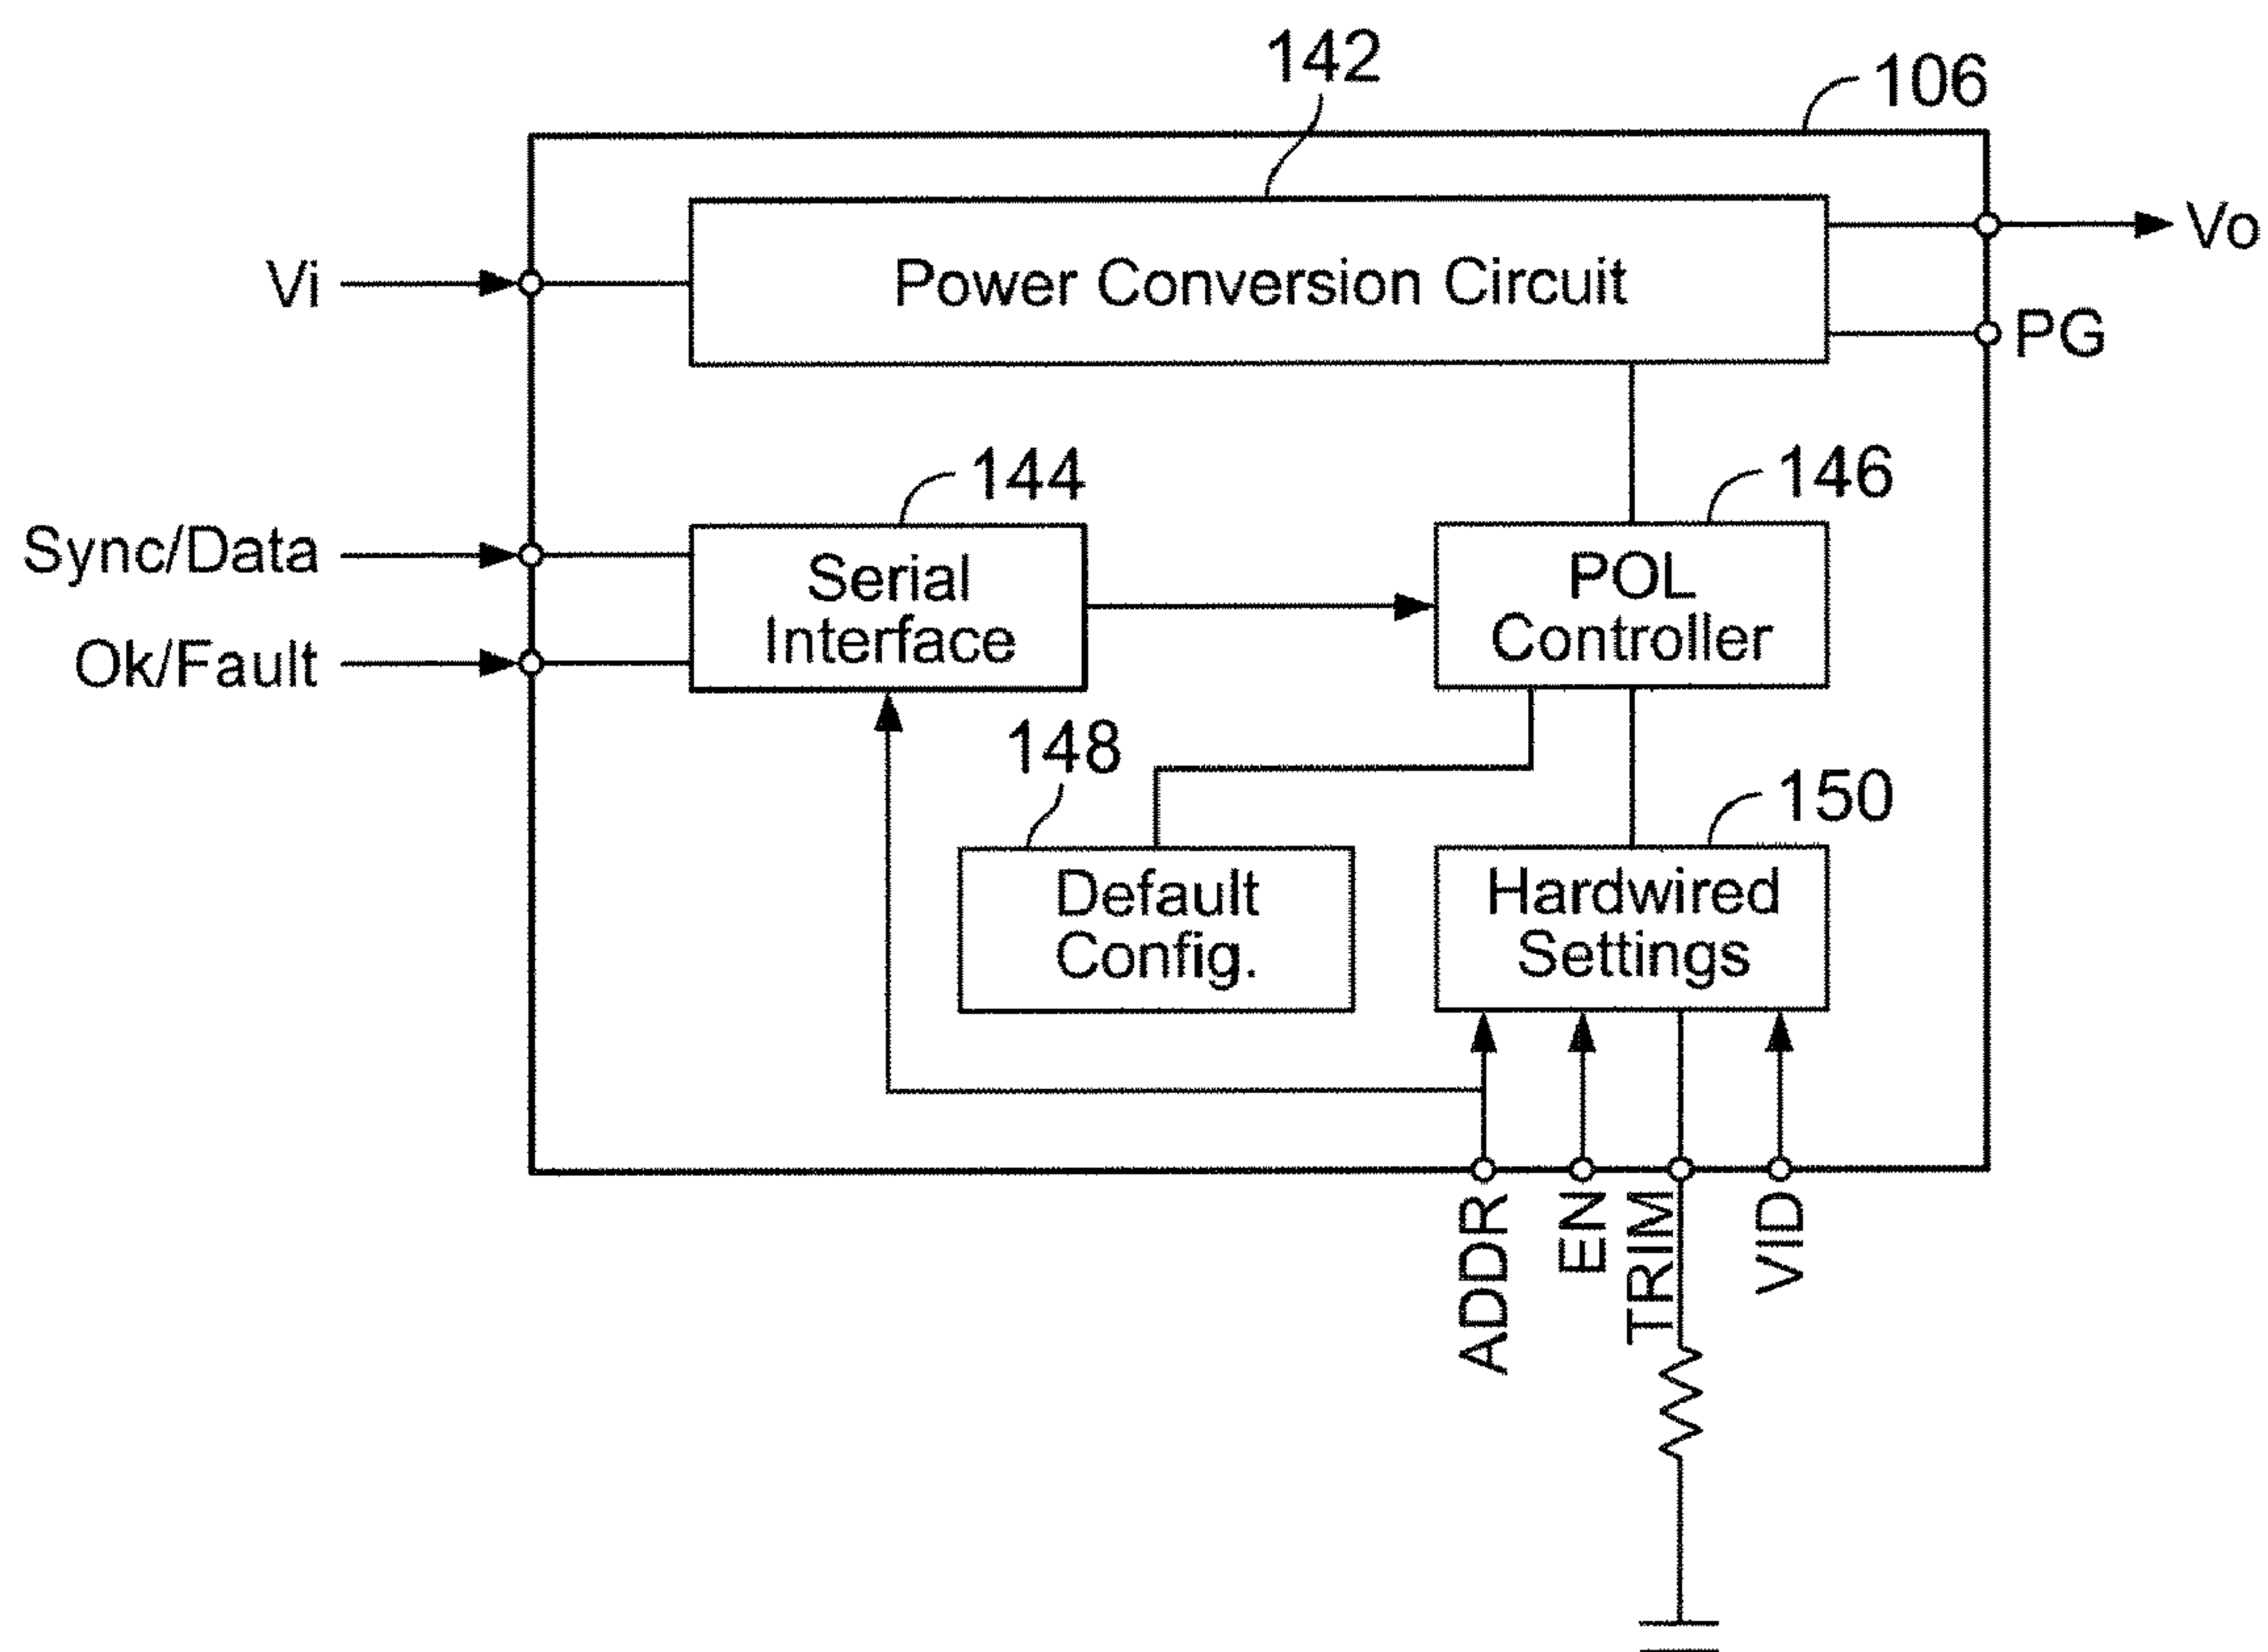 142
106
Vi
Power Conversion Circuit
Vo
PG
144
146
Sync/Data
Ok/Fault
Serial
Interface
POL
Controller
148
150
Default
Config.
Hardwired
Settings
ADDR
EN
TRIM
VID